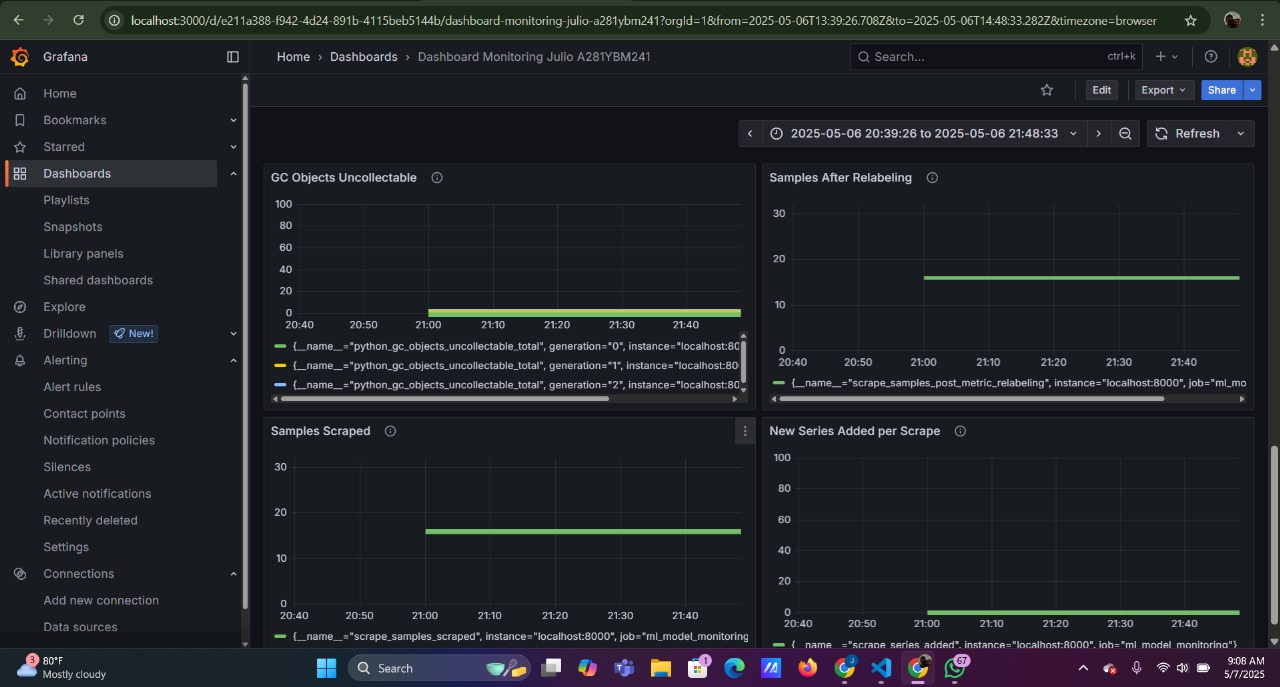 localhost:3000/d/e211a388-f942-4d24-891b-4115beb5144b/dashboard-monitoring-julio-a281ybm241?orgId=1&from=2025-05-06T13:39:26.708Z&to=2025-05-06T14:48:33.282Z&timezone=browser
Grafana
Home › Dashboards › Dashboard Monitoring Julio A281YBM241
Search... ctrl+k
Edit Export Share
2025-05-06 20:39:26 to 2025-05-06 21:48:33 Refresh
Home
Bookmarks
Starred
Dashboards
Playlists
Snapshots
Library panels
Shared dashboards
Explore
Drilldown New!
Alerting
Alert rules
Contact points
Notification policies
Silences
Active notifications
Recently deleted
Settings
Connections
Add new connection
Data sources
GC Objects Uncollectable
100
80
60
40
20
0
20:40 20:50 21:00 21:10 21:20 21:30 21:40
{__name__="python_gc_objects_uncollectable_total", generation="0", instance="localhost:80
{__name__="python_gc_objects_uncollectable_total", generation="1", instance="localhost:80
{__name__="python_gc_objects_uncollectable_total", generation="2", instance="localhost:80
Samples After Relabeling
30
20
10
0
20:40 20:50 21:00 21:10 21:20 21:30 21:40
{__name__="scrape_samples_post_metric_relabeling", instance="localhost:8000", job="ml_mo
Samples Scraped
30
20
10
0
20:40 20:50 21:00 21:10 21:20 21:30 21:40
{__name__="scrape_samples_scraped", instance="localhost:8000", job="ml_model_monitoring
New Series Added per Scrape
100
80
60
40
20
0
20:40 20:50 21:00 21:10 21:20 21:30 21:40
{__name__="scrape_series_added", instance="localhost:8000", job="ml_model_monitoring"}
3
80°F
Mostly cloudy
Search
1
67
9:08 AM
5/7/2025